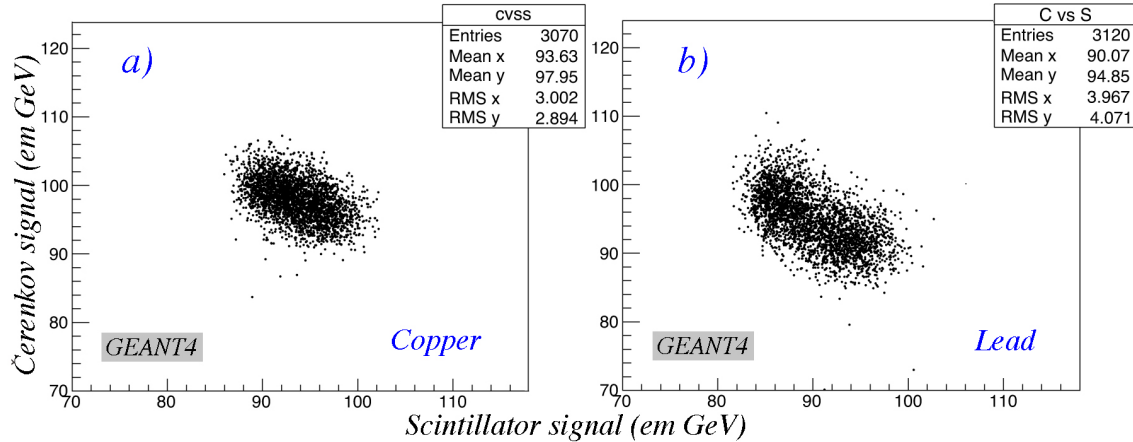 cvss
Entries 3070
Mean x 93.63
Mean y 97.95
RMS x 3.002
RMS y 2.894
a)
120
110
100
90
80
70
70 80 90 100 110
GEANT4
Copper
C vs S
Entries 3120
Mean x 90.07
Mean y 94.85
RMS x 3.967
RMS y 4.071
b)
120
110
100
90
80
70
70 80 90 100 110
GEANT4
Lead
Čerenkov signal (em GeV)
Scintillator signal (em GeV)